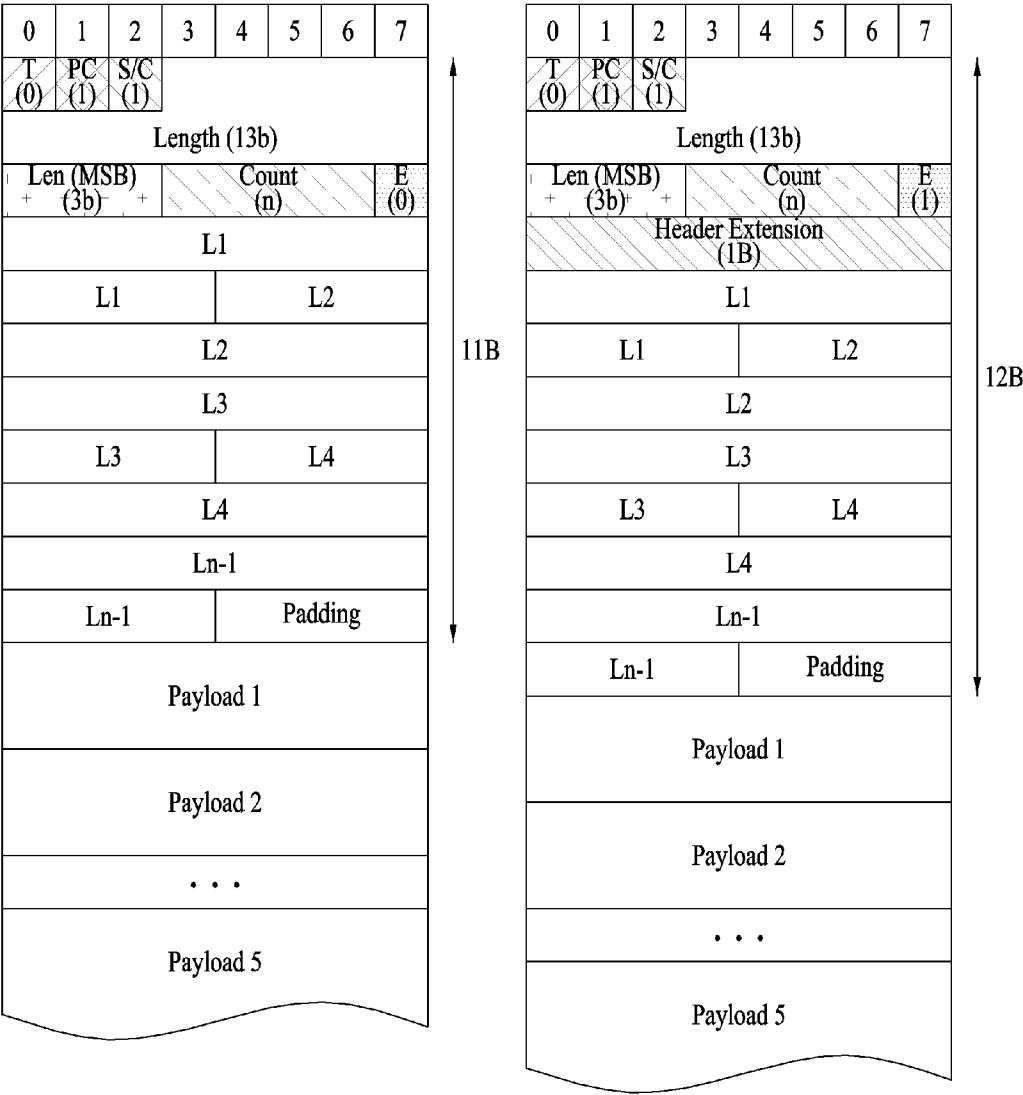 0 1 2 3 4 5 6 7
T PC S/C
(0) (1) (1)
Length (13b)
Len (MSB) Count E
(3b) (n) (0)
L1
L1 L2
L2
L3
L3 L4
L4
Ln-1
Ln-1 Padding
Payload 1
Payload 2
• • •
Payload 5
11B
0 1 2 3 4 5 6 7
T PC S/C
(0) (1) (1)
Length (13b)
Len (MSB) Count E
(3b) (n) (1)
Header Extension
(1B)
L1
L1 L2
L2
L3
L3 L4
L4
Ln-1
Ln-1 Padding
Payload 1
Payload 2
• • •
Payload 5
12B